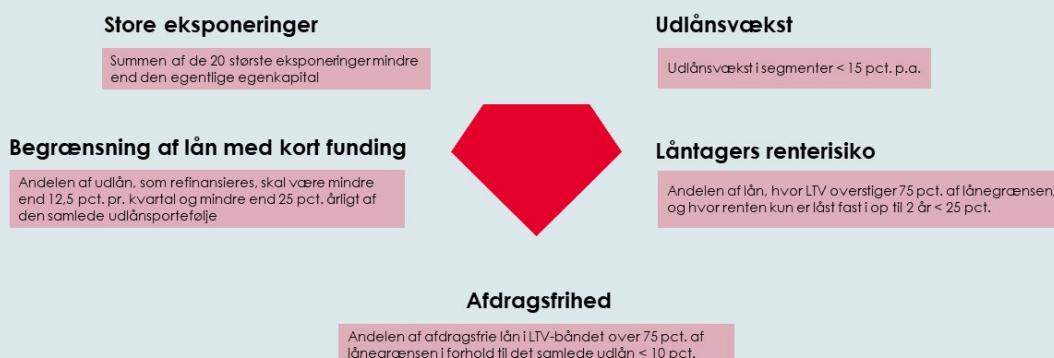 Store eksponeringer
Summen af de 20 største eksponeringer mindre
end den egentlige egenkapital
Udlånsvækst
Udlånsvækst i segmenter < 15 pct. p.a.
Begrænsning af lån med kort funding
Andelen af udlån, som refinansieres, skal være mindre
end 12,5 pct. pr. kvartal og mindre end 25 pct. årligt af
den samlede udlånsportefølje
Låntagers renterisiko
Andelen af lån, hvor LTV overstiger 75 pct. af lånegrænsen,
og hvor renten kun er låst fast i op til 2 år < 25 pct.
Afdragsfrihed
Andelen af afdragsfrie lån i LTV-båndet over 75 pct. af
lånegrænsen i forhold til det samlede udlån < 10 pct.